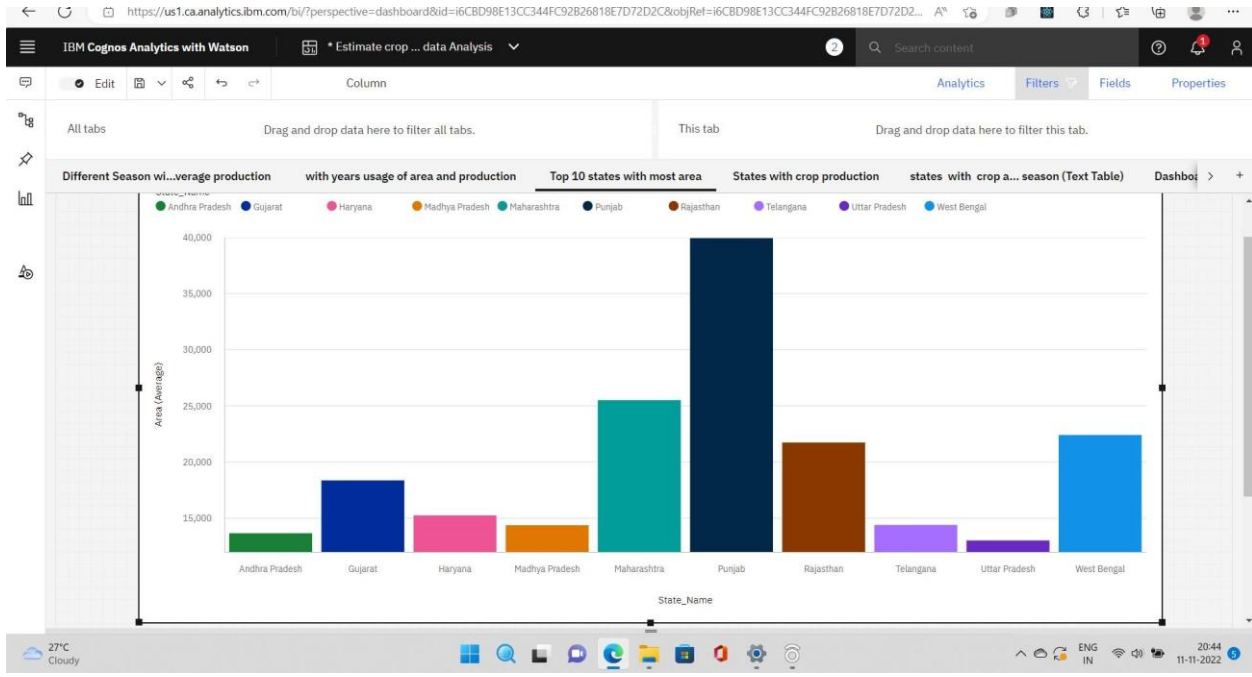 https://us1.ca.analytics.ibm.com/bi/?perspective=dashboard&id=i6CBD98E13CC344FC92B26818E7D72D2C&objRef=i6CBD98E13CC344FC92B26818E7D72D2...
IBM Cognos Analytics with Watson
* Estimate crop ... data Analysis
2
Search content
1
Edit
Column
Analytics
Filters
Fields
Properties
All tabs
Drag and drop data here to filter all tabs.
This tab
Drag and drop data here to filter this tab.
Different Season wi...verage production
with years usage of area and production
Top 10 states with most area
States with crop production
states with crop a... season (Text Table)
Dashboa
State_Name
Andhra Pradesh Gujarat Haryana Madhya Pradesh Maharashtra Punjab Rajasthan Telangana Uttar Pradesh West Bengal
40,000
35,000
30,000
25,000
20,000
15,000
Area (Average)
Andhra Pradesh Gujarat Haryana Madhya Pradesh Maharashtra Punjab Rajasthan Telangana Uttar Pradesh West Bengal
State_Name
27°C
Cloudy
ENG
IN
20:44
11-11-2022
5